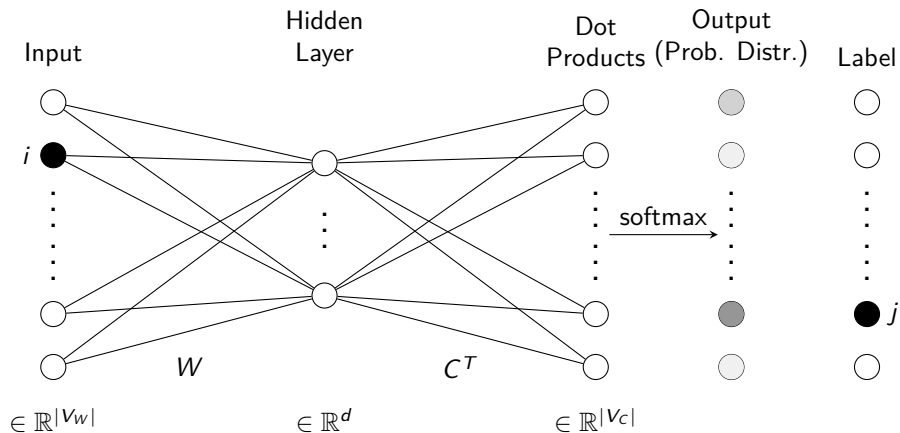 Input
Hidden
Layer
Dot
Products
Output
(Prob. Distr.)
Label
i
softmax
j
W
C^T
∈ ℝ^{|V_W|}
∈ ℝ^d
∈ ℝ^{|V_C|}